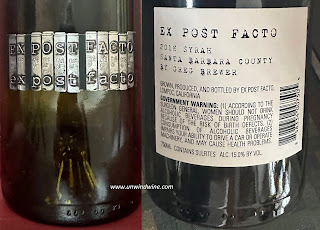 EX POST FACTO
ex post facto
EX POST FACTO
2016 SYRAH
SANTA BARBARA COUNTY
BY GREG BREWER
GROWN, PRODUCED, AND BOTTLED BY EX POST FACTO,
LOMPOC, CALIFORNIA
GOVERNMENT WARNING: (1) ACCORDING TO THE
SURGEON GENERAL, WOMEN SHOULD NOT DRINK
ALCOHOLIC BEVERAGES DURING PREGNANCY
BECAUSE OF THE RISK OF BIRTH DEFECTS. (2)
CONSUMPTION OF ALCOHOLIC BEVERAGES
IMPAIRS YOUR ABILITY TO DRIVE A CAR OR OPERATE
MACHINERY, AND MAY CAUSE HEALTH PROBLEMS.
750ML CONTAINS SULFITES ALC. 15.0% BY VOL.
www.unwindwine.com